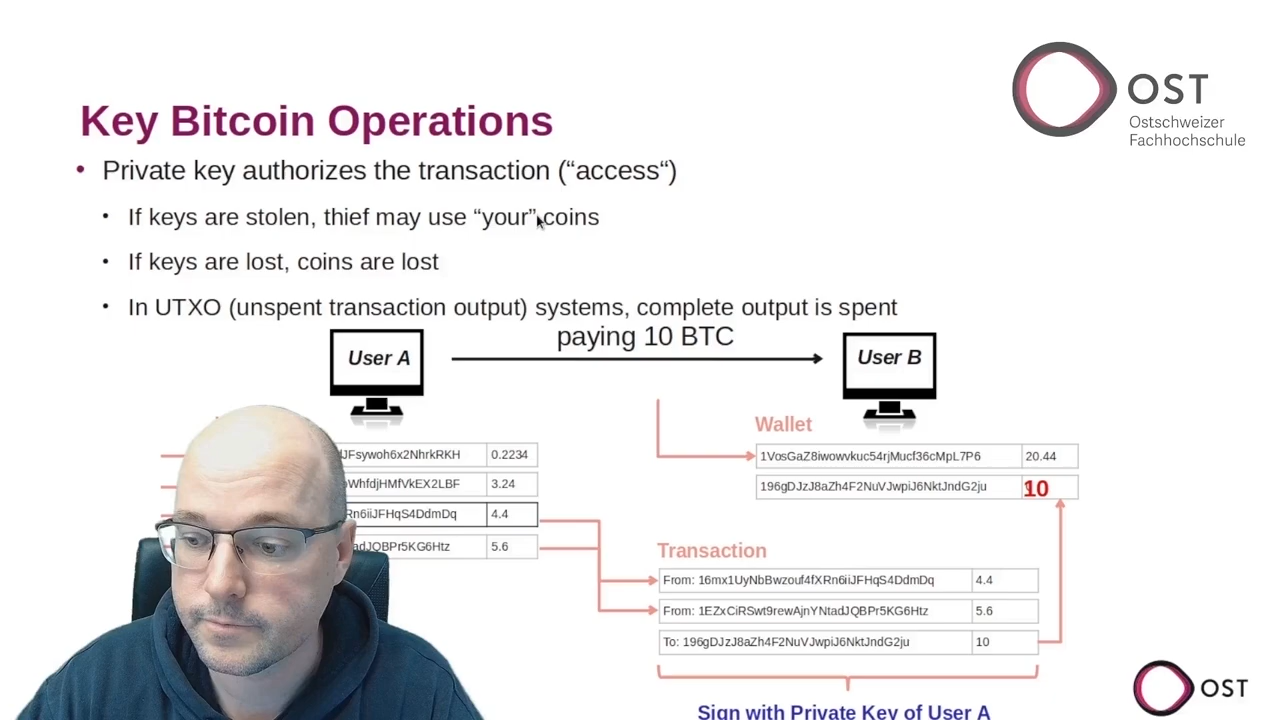 OST
Ostschweizer
Fachhochschule
Key Bitcoin Operations
• Private key authorizes the transaction (“access“)
• If keys are stolen, thief may use “your” coins
• If keys are lost, coins are lost
• In UTXO (unspent transaction output) systems, complete output is spent
paying 10 BTC
User A
User B
Wallet
JFsywoh6x2NhrkRKH 0.2234
WhfdjHMfVkEX2LBF 3.24
Rn6iiJFHqS4DdmDq 4.4
adJQBPr5KG6Htz 5.6
1VosGaZ8iwowvkuc54rjMucf36cMpL7P6 20.44
196gDJzJ8aZh4F2NuVJwpiJ6NktJndG2ju 10
Transaction
From: 16mx1UyNbBwzouf4fXRn6iiJFHqS4DdmDq 4.4
From: 1EZxCiRSwt9rewAjnYNtadJQBPr5KG6Htz 5.6
To: 196gDJzJ8aZh4F2NuVJwpiJ6NktJndG2ju 10
Sign with Private Key of User A
OST